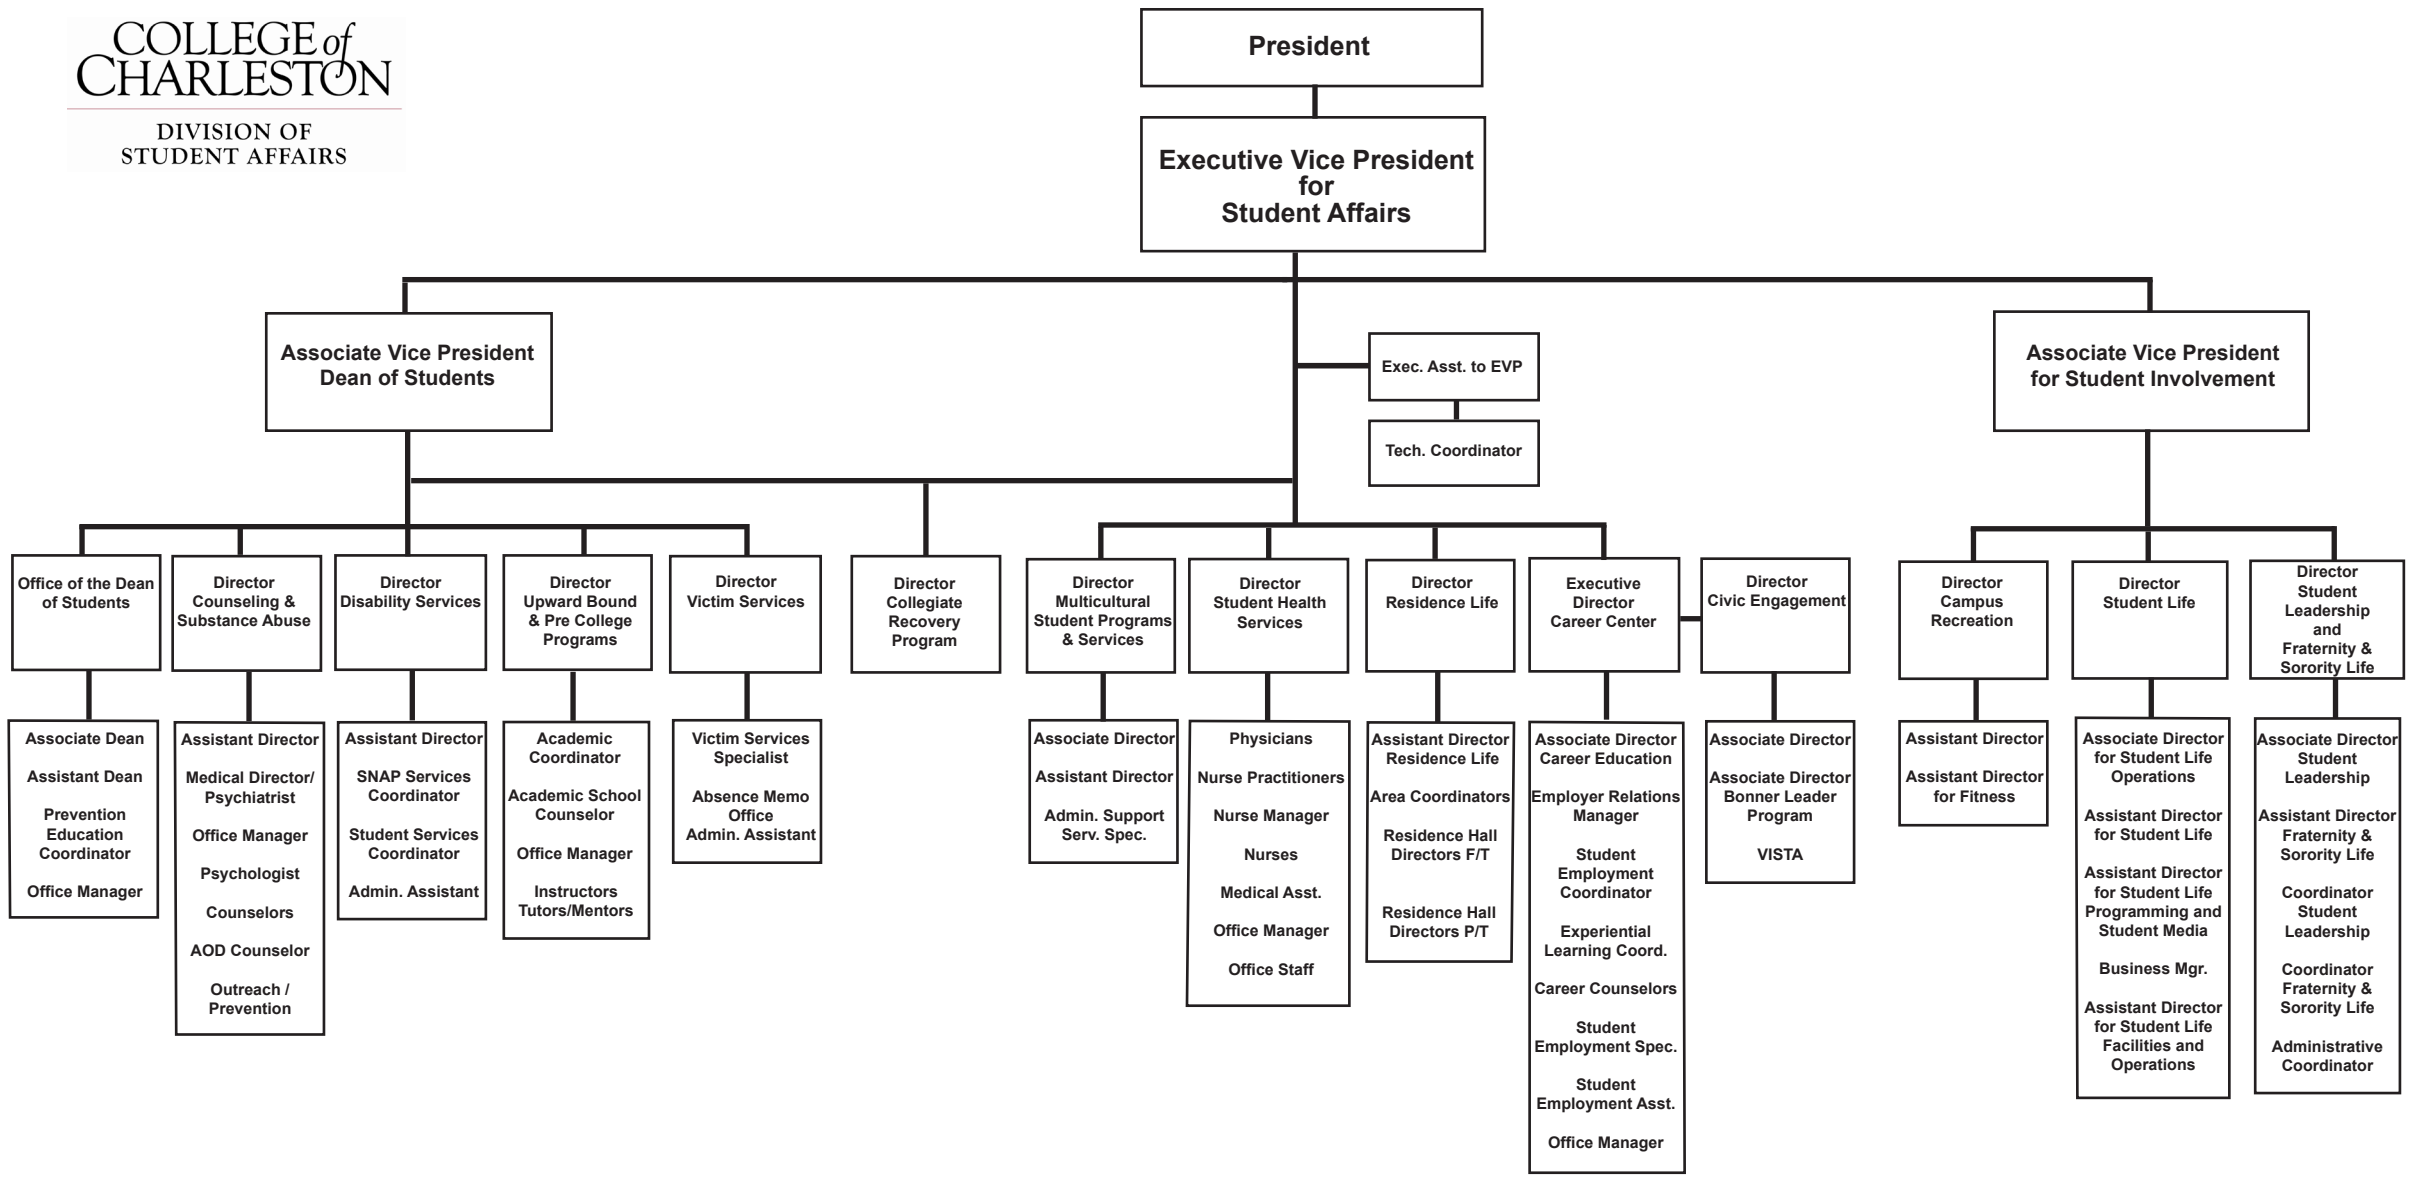 COLLEGE of
CHARLESTON
DIVISION OF
STUDENT AFFAIRS
President
Executive Vice President
for
Student Affairs
Associate Vice President
Dean of Students
Exec. Asst. to EVP
Tech. Coordinator
Associate Vice President
for Student Involvement
Office of the Dean
of Students
Director
Counseling &
Substance Abuse
Director
Disability Services
Director
Upward Bound
& Pre College
Programs
Director
Victim Services
Director
Collegiate
Recovery
Program
Director
Multicultural
Student Programs
& Services
Director
Student Health
Services
Director
Residence Life
Executive
Director
Career Center
Director
Civic Engagement
Director
Campus
Recreation
Director
Student Life
Director
Student
Leadership
and
Fraternity &
Sorority Life
Associate Dean
Assistant Dean
Prevention
Education
Coordinator
Office Manager
Assistant Director
Medical Director/
Psychiatrist
Office Manager
Psychologist
Counselors
AOD Counselor
Outreach /
Prevention
Assistant Director
SNAP Services
Coordinator
Student Services
Coordinator
Admin. Assistant
Academic
Coordinator
Academic School
Counselor
Office Manager
Instructors
Tutors/Mentors
Victim Services
Specialist
Absence Memo
Office
Admin. Assistant
Associate Director
Assistant Director
Admin. Support
Serv. Spec.
Physicians
Nurse Practitioners
Nurse Manager
Nurses
Medical Asst.
Office Manager
Office Staff
Assistant Director
Residence Life
Area Coordinators
Residence Hall
Directors F/T
Residence Hall
Directors P/T
Associate Director
Career Education
Employer Relations
Manager
Student
Employment
Coordinator
Experiential
Learning Coord.
Career Counselors
Student
Employment Spec.
Student
Employment Asst.
Office Manager
Associate Director
Associate Director
Bonner Leader
Program
VISTA
Assistant Director
Assistant Director
for Fitness
Associate Director
for Student Life
Operations
Assistant Director
for Student Life
Assistant Director
for Student Life
Programming and
Student Media
Business Mgr.
Assistant Director
for Student Life
Facilities and
Operations
Associate Director
Student
Leadership
Assistant Director
Fraternity &
Sorority Life
Coordinator
Student
Leadership
Coordinator
Fraternity &
Sorority Life
Administrative
Coordinator